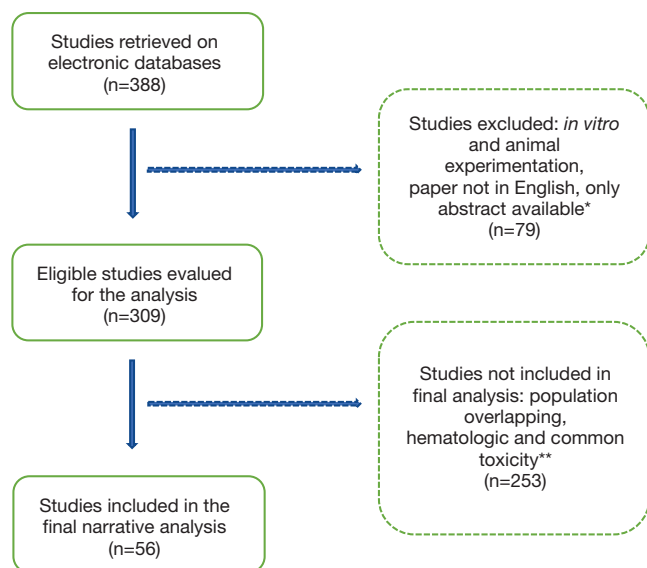 Studies retrieved on
electronic databases
(n=388)
Studies excluded: in vitro
and animal
experimentation,
paper not in English, only
abstract available*
(n=79)
Eligible studies evalued
for the analysis
(n=309)
Studies not included in
final analysis: population
overlapping,
hematologic and common
toxicity**
(n=253)
Studies included in the
final narrative analysis
(n=56)